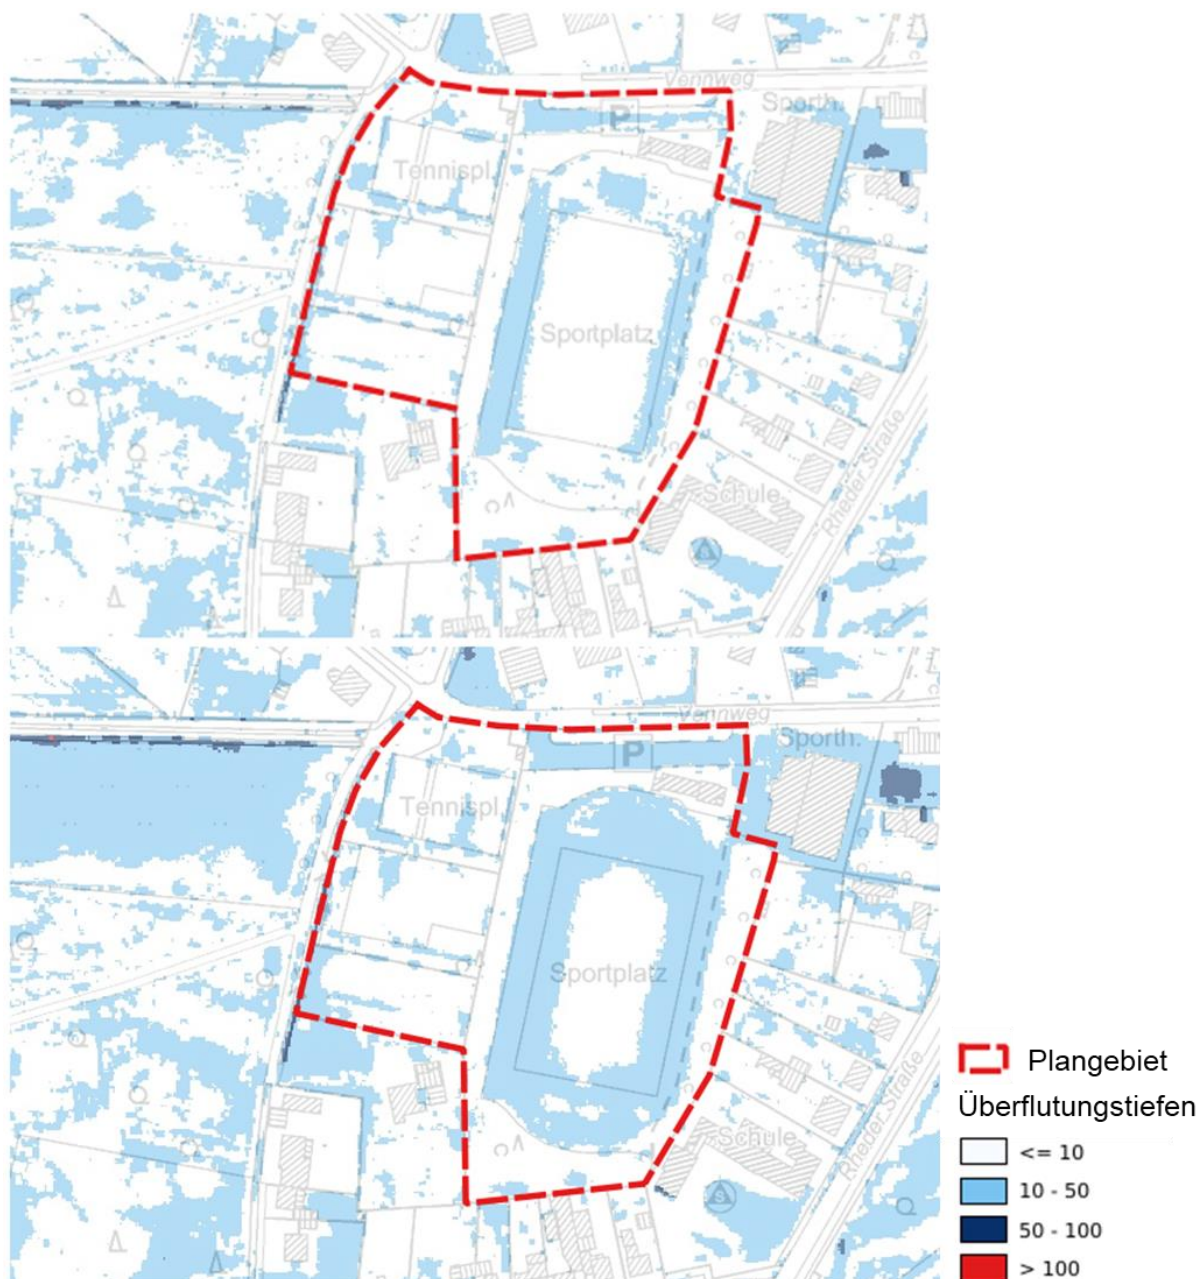 Vennweg
P
Sporth.
Tennispl.
Sportplatz
Schule
Rheder Straße
Vennweg
P
Sporth.
Tennispl.
Sportplatz
Schule
Rheder Straße
S
Plangebiet
Überflutungstiefen
<= 10
10 - 50
50 - 100
> 100